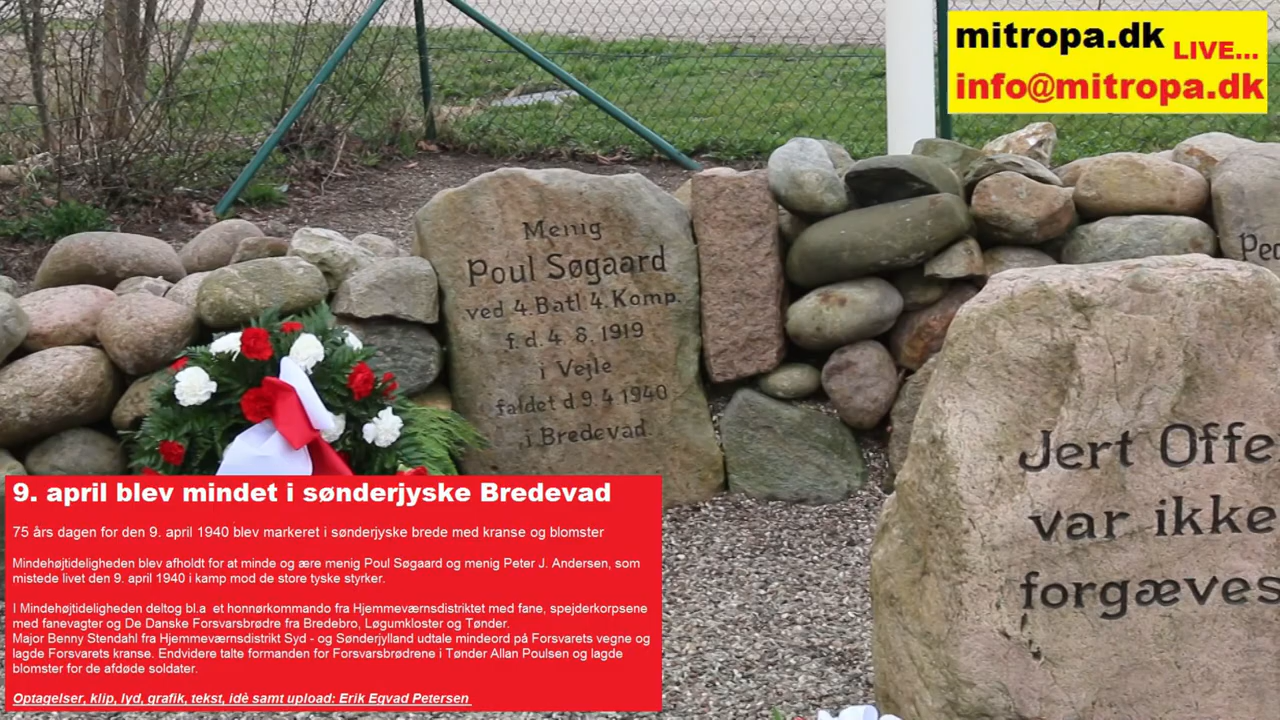 mitropa.dk LIVE...
info@mitropa.dk
Menig
Poul Søgaard
ved 4. Batl. 4. Komp.
f. d. 4 8. 1919
i Vejle
faldet d 9. 4. 1940
i Bredevad.
Jert Offe
var ikke
forgæves
9. april blev mindet i sønderjyske Bredevad
75 års dagen for den 9. april 1940 blev markeret i sønderjyske brede med kranse og blomster
Mindehøjtideligheden blev afholdt for at minde og ære menig Poul Søgaard og menig Peter J. Andersen, som
mistede livet den 9. april 1940 i kamp mod de store tyske styrker.
I Mindehøjtideligheden deltog bl.a et honnørkommando fra Hjemmeværnsdistriktet med fane, spejderkorpsene
med fanevagter og De Danske Forsvarsbrødre fra Bredebro, Løgumkloster og Tønder.
Major Benny Stendahl fra Hjemmeværnsdistrikt Syd - og Sønderjylland udtale mindeord på Forsvarets vegne og
lagde Forsvarets kranse. Endvidere talte formanden for Forsvarsbrødrene i Tønder Allan Poulsen og lagde
blomster for de afdøde soldater.
Optagelser, klip, lyd, grafik, tekst, idè samt upload: Erik Egvad Petersen